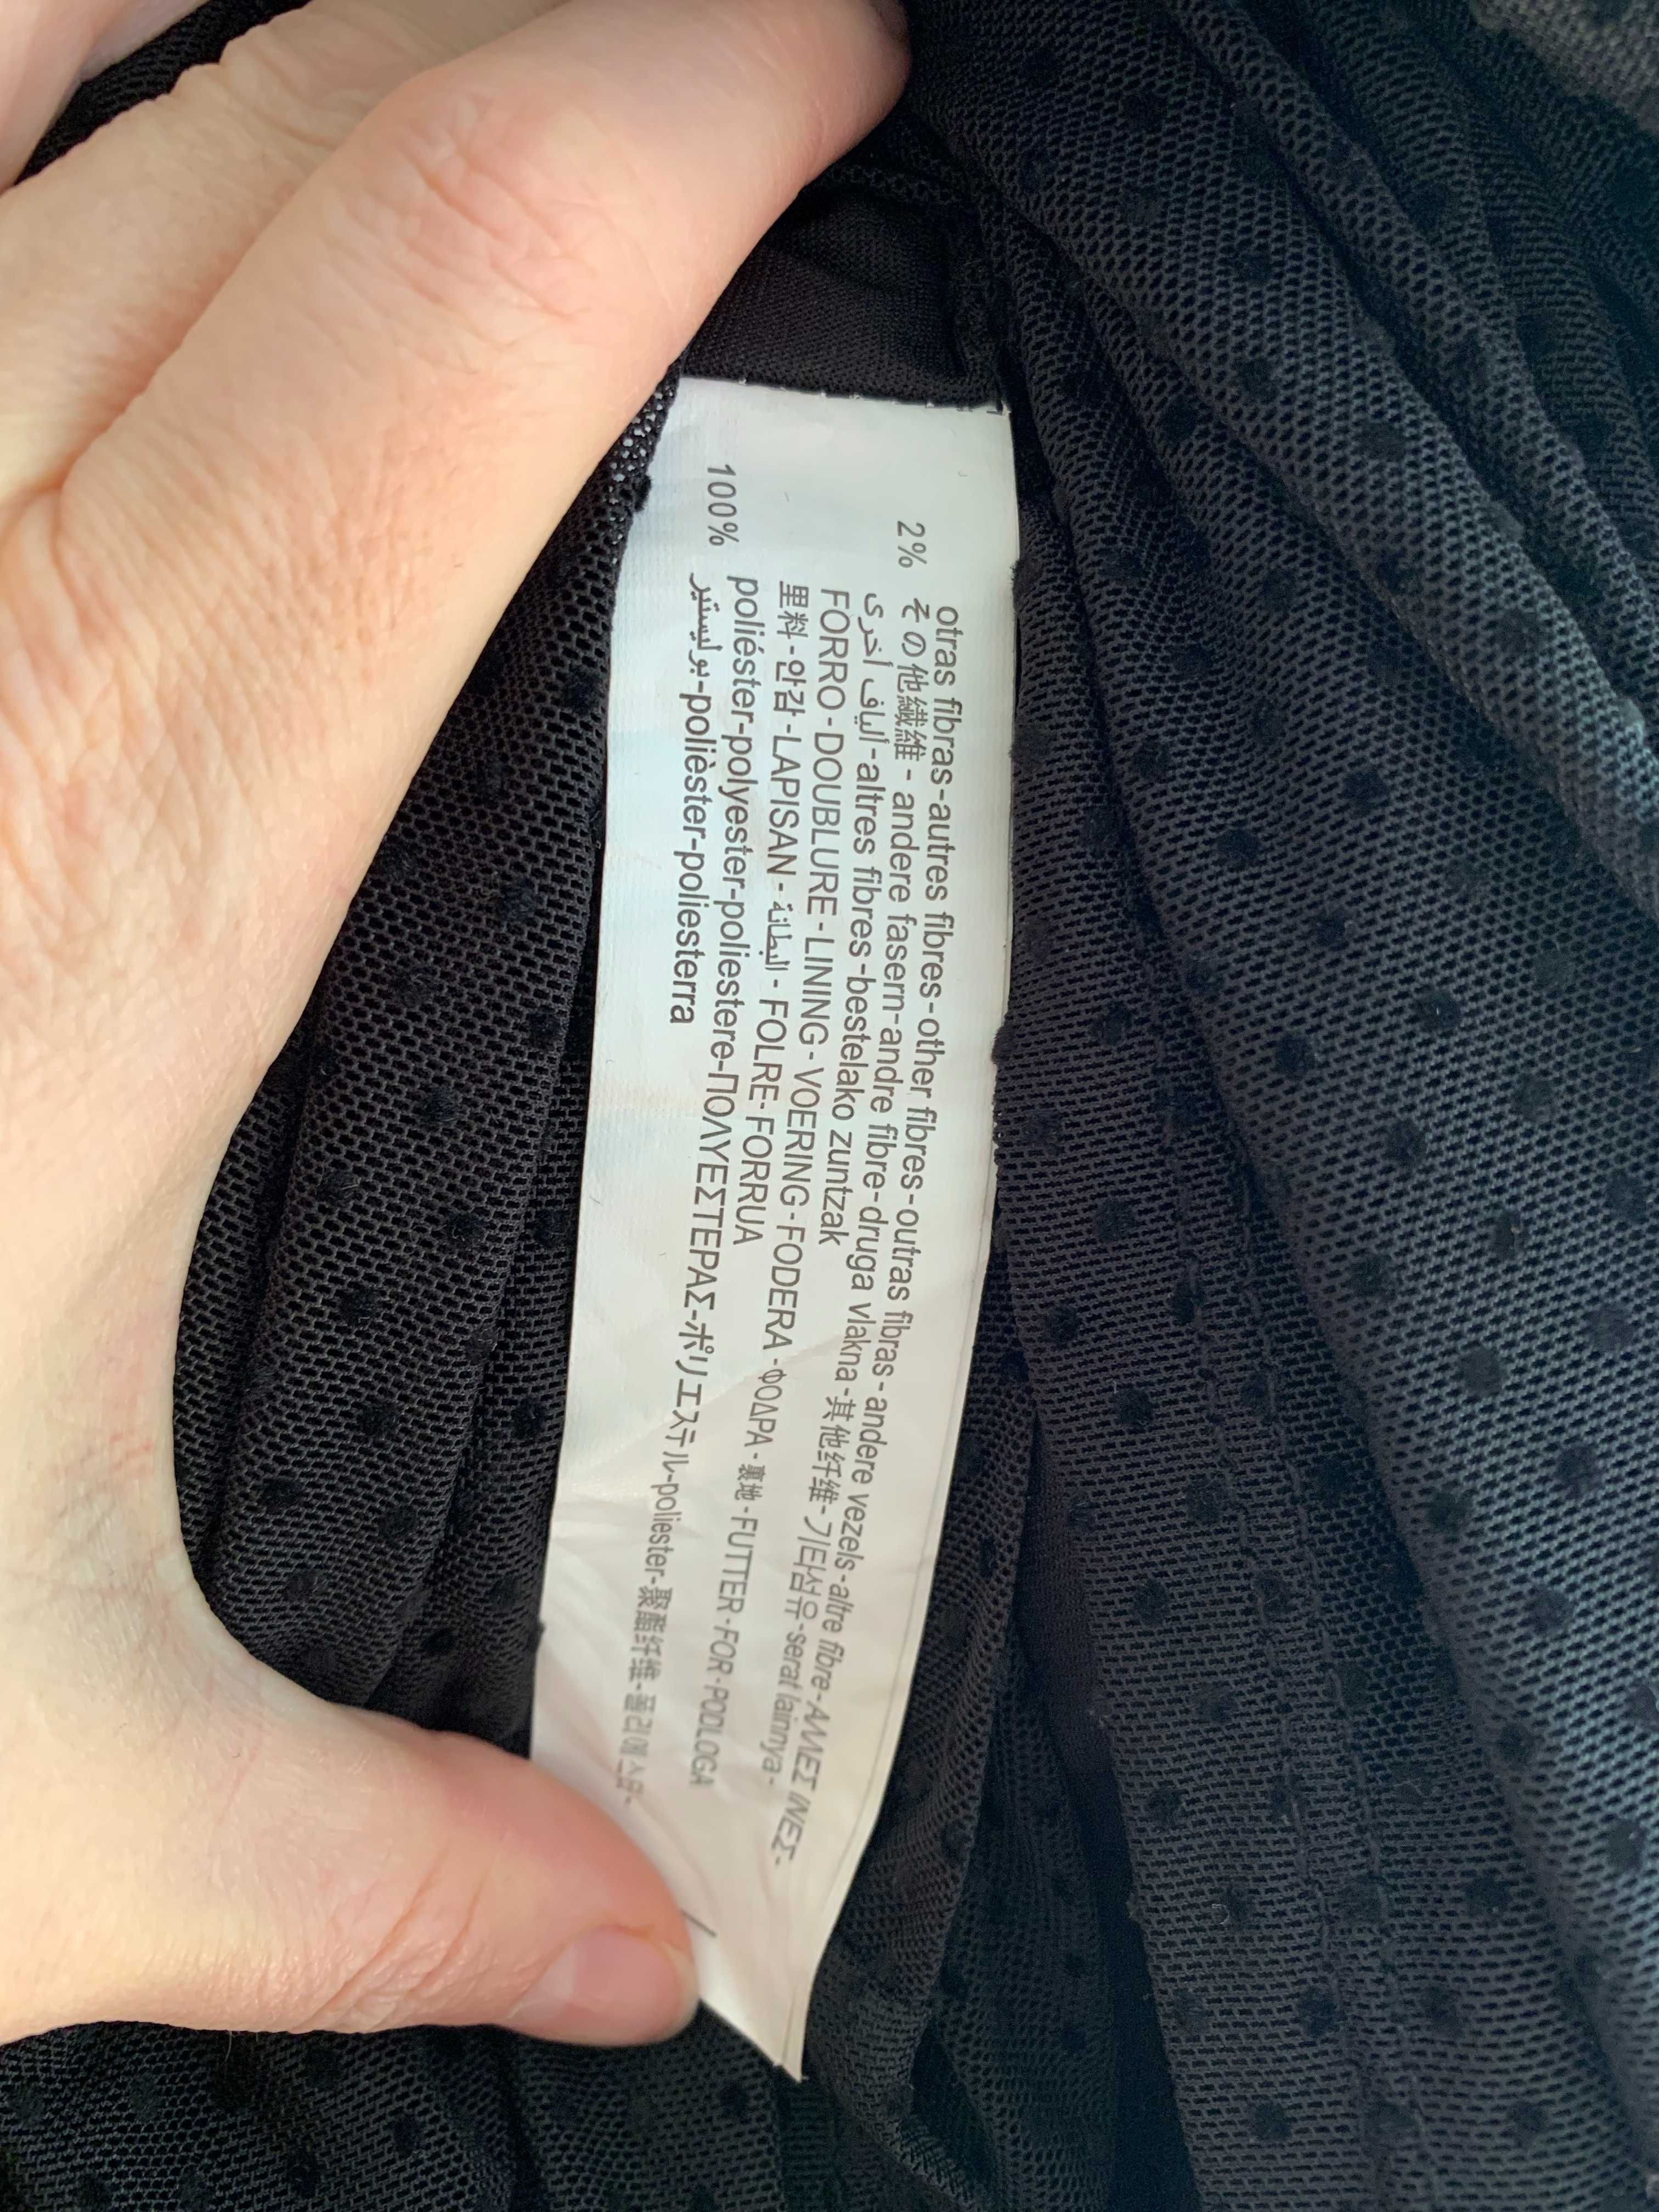 otras fibras-autres fibres-other fibres-outras fibras-andere vezels-altre fibre-ΑΛΛΕΣ ΙΝΕΣ-
2% その他繊維 - andere fasern-andre fibre-druga vlakna-其他纤维-기타섬유-serat lainnya-
ألياف أخرى-altres fibres-bestelako zuntzak
FORRO-DOUBLURE-LINING-VOERING-FODERA-ΦΟΔΡΑ-裏地-FUTTER-FOR-PODLOGA
里料-안감-LAPISAN-البطانة-FOLRE-FORRUA
100% poliéster-polyester-poliestere-ΠΟΛΥΕΣΤΕΡΑΣ-ポリエステル-poliester-聚酯纤维-폴리에스테르-
بوليستير-polièster-poliesterra